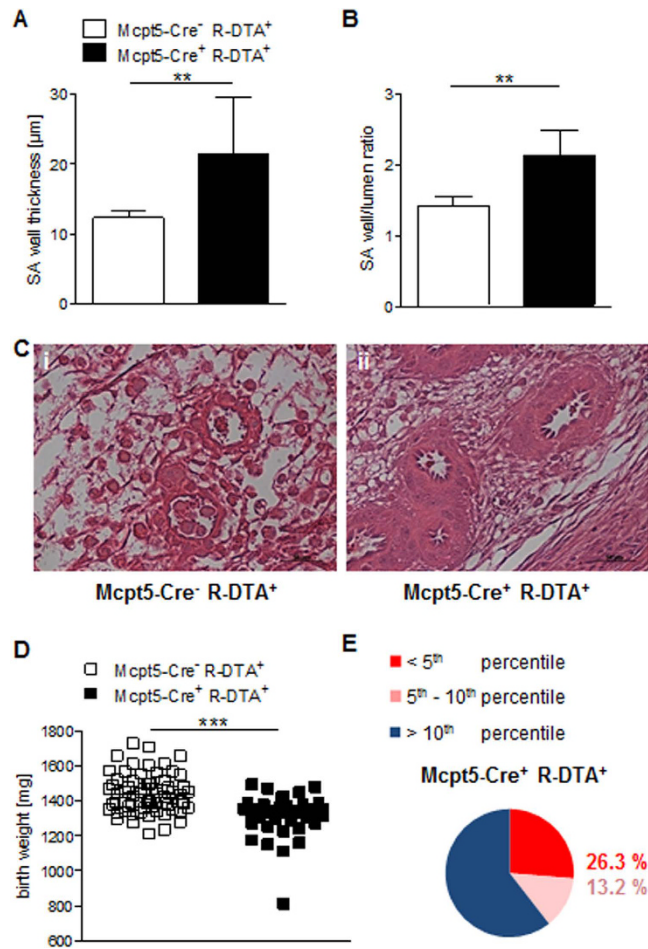 A
Mcpt5-Cre⁻ R-DTA⁺
Mcpt5-Cre⁺ R-DTA⁺
**
SA wall thickness [µm]
30
20
10
0
B
**
SA wall/lumen ratio
3
2
1
0
C
i
ii
Mcpt5-Cre⁻ R-DTA⁺
Mcpt5-Cre⁺ R-DTA⁺
D
Mcpt5-Cre⁻ R-DTA⁺
Mcpt5-Cre⁺ R-DTA⁺
***
birth weight [mg]
1800
1600
1400
1200
1000
800
600
E
< 5ᵗʰ percentile
5ᵗʰ - 10ᵗʰ percentile
> 10ᵗʰ percentile
Mcpt5-Cre⁺ R-DTA⁺
26.3 %
13.2 %